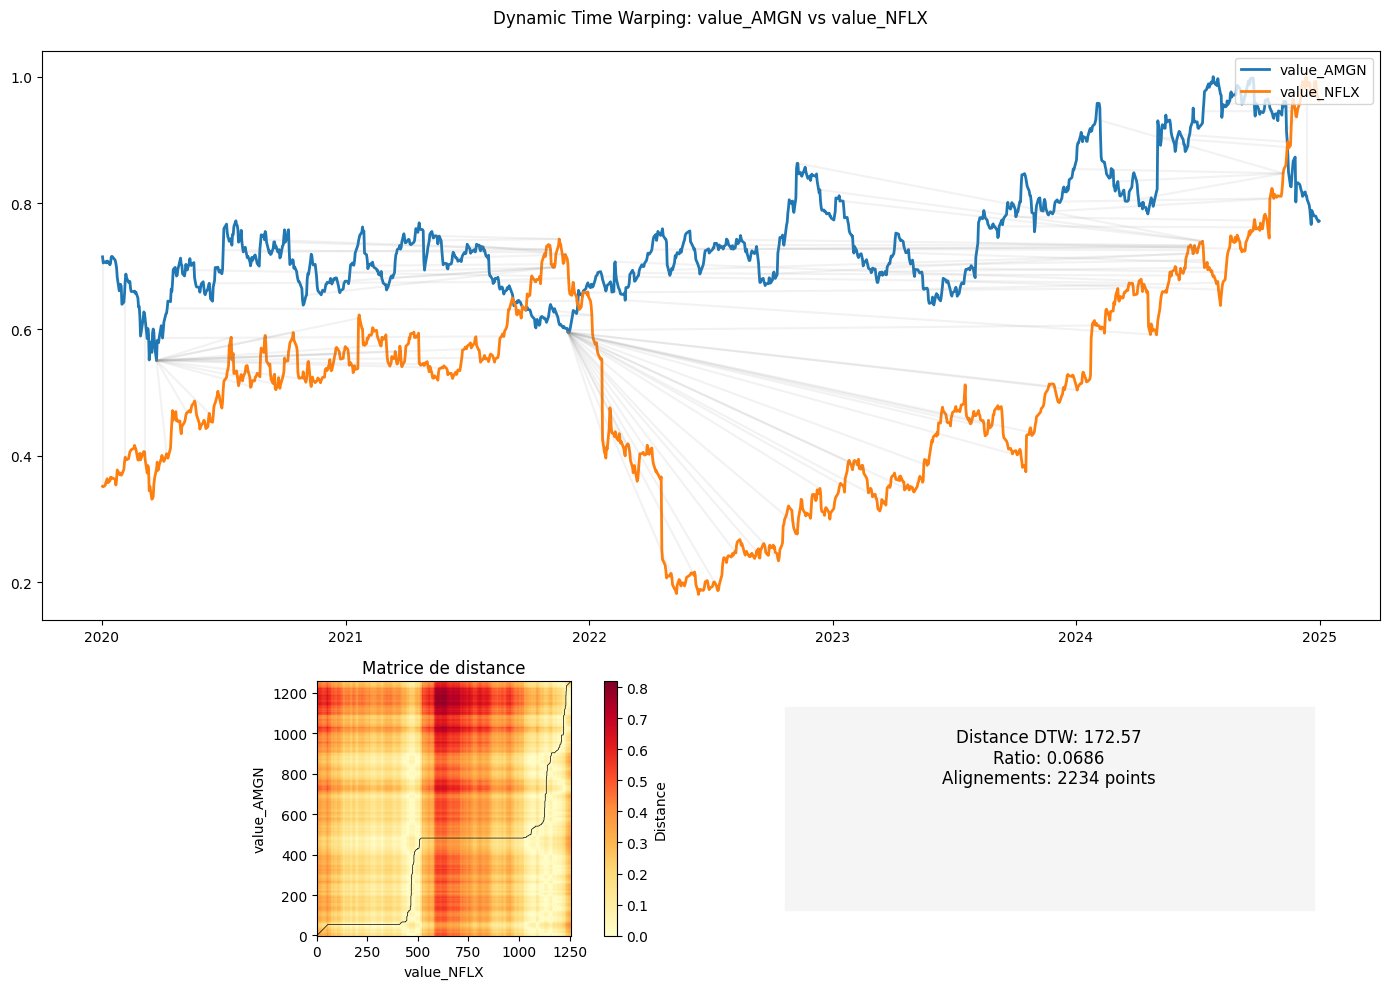 Dynamic Time Warping: value_AMGN vs value_NFLX
value_AMGN
value_NFLX
1.0
0.8
0.6
0.4
0.2
2020 2021 2022 2023 2024 2025
Matrice de distance
1200
1000
800
600
400
200
0
value_AMGN
0 250 500 750 1000 1250
value_NFLX
0.8
0.7
0.6
0.5
0.4
0.3
0.2
0.1
0.0
Distance
Distance DTW: 172.57
Ratio: 0.0686
Alignements: 2234 points